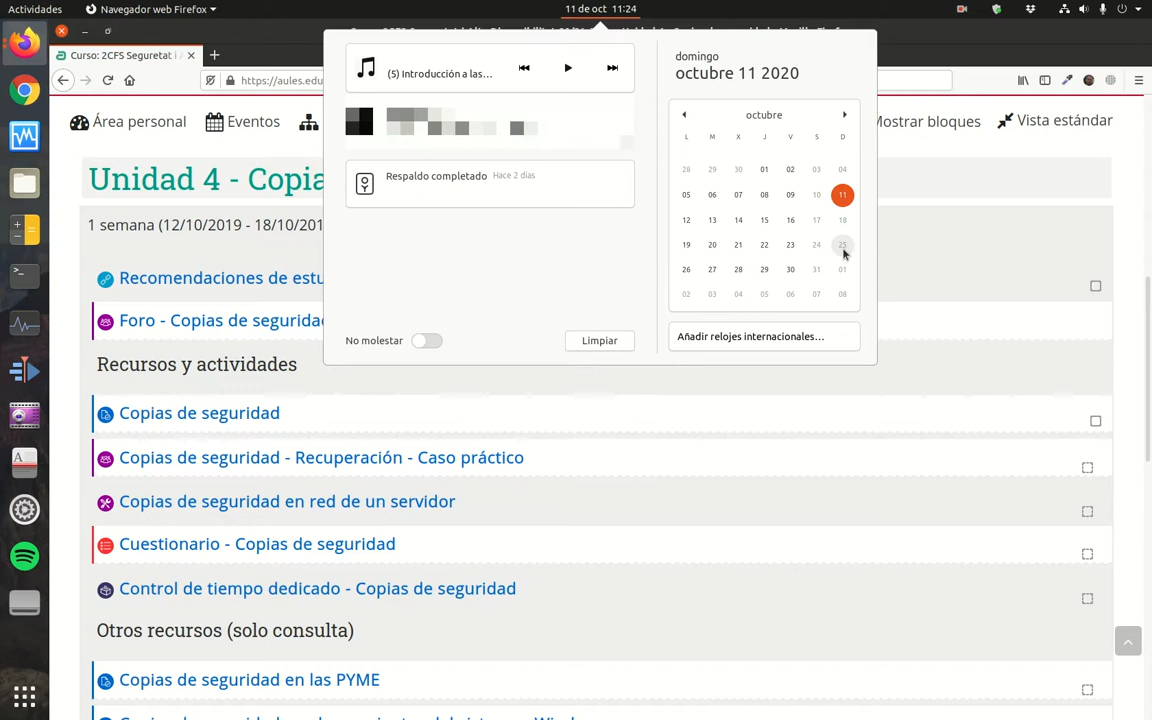 Actividades
Navegador web Firefox
11 de oct 11:24
Curso: 2CFS Seguretat i A
https://aules.edu
Área personal
Eventos
Mostrar bloques
Vista estándar
(5) Introducción a las...
Respaldo completado Hace 2 días
No molestar
Limpiar
domingo
octubre 11 2020
octubre
L M X J V S D
28 29 30 01 02 03 04
05 06 07 08 09 10 11
12 13 14 15 16 17 18
19 20 21 22 23 24 25
26 27 28 29 30 31 01
02 03 04 05 06 07 08
Añadir relojes internacionales...
Unidad 4 - Copia
1 semana (12/10/2019 - 18/10/201
Recomendaciones de estu
Foro - Copias de segurida
Recursos y actividades
Copias de seguridad
Copias de seguridad - Recuperación - Caso práctico
Copias de seguridad en red de un servidor
Cuestionario - Copias de seguridad
Control de tiempo dedicado - Copias de seguridad
Otros recursos (solo consulta)
Copias de seguridad en las PYME